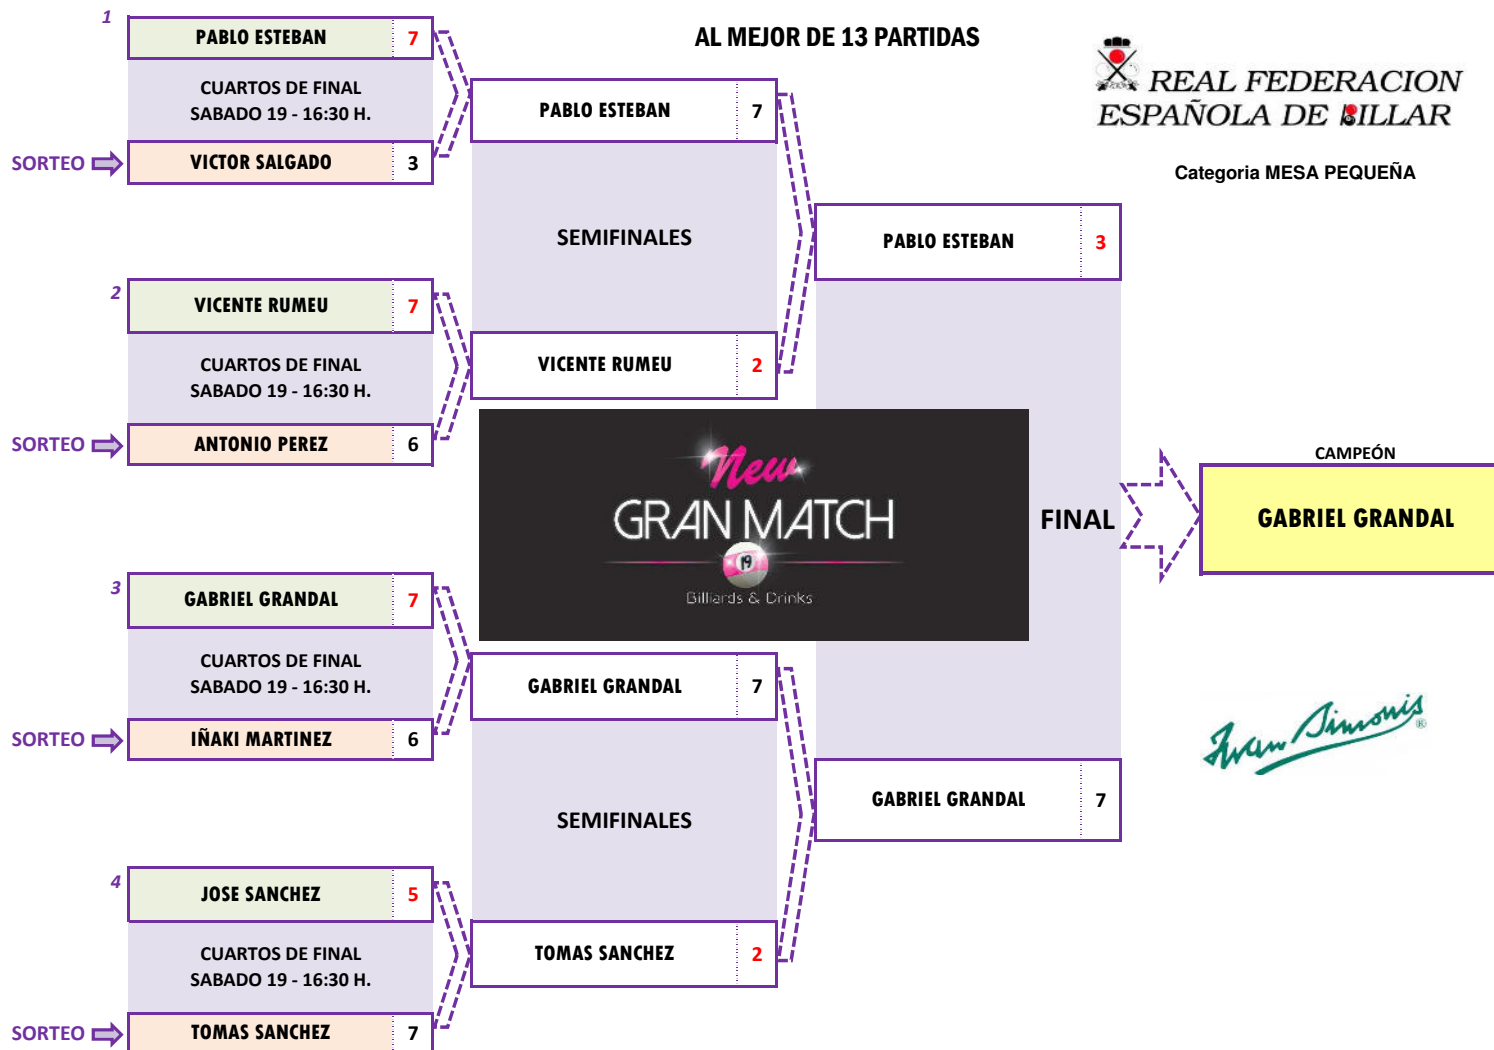 AL MEJOR DE 13 PARTIDAS
REAL FEDERACION
ESPAÑOLA DE BILLAR
Categoria MESA PEQUEÑA
1
PABLO ESTEBAN 7
CUARTOS DE FINAL
SABADO 19 - 16:30 H.
SORTEO VICTOR SALGADO 3
2
VICENTE RUMEU 7
CUARTOS DE FINAL
SABADO 19 - 16:30 H.
SORTEO ANTONIO PEREZ 6
3
GABRIEL GRANDAL 7
CUARTOS DE FINAL
SABADO 19 - 16:30 H.
SORTEO IÑAKI MARTINEZ 6
4
JOSE SANCHEZ 5
CUARTOS DE FINAL
SABADO 19 - 16:30 H.
SORTEO TOMAS SANCHEZ 7
PABLO ESTEBAN 7
SEMIFINALES
VICENTE RUMEU 2
New
GRAN MATCH
19
Billiards & Drinks
GABRIEL GRANDAL 7
SEMIFINALES
TOMAS SANCHEZ 2
PABLO ESTEBAN 3
FINAL
GABRIEL GRANDAL 7
CAMPEÓN
GABRIEL GRANDAL
Iwan Simonis ®